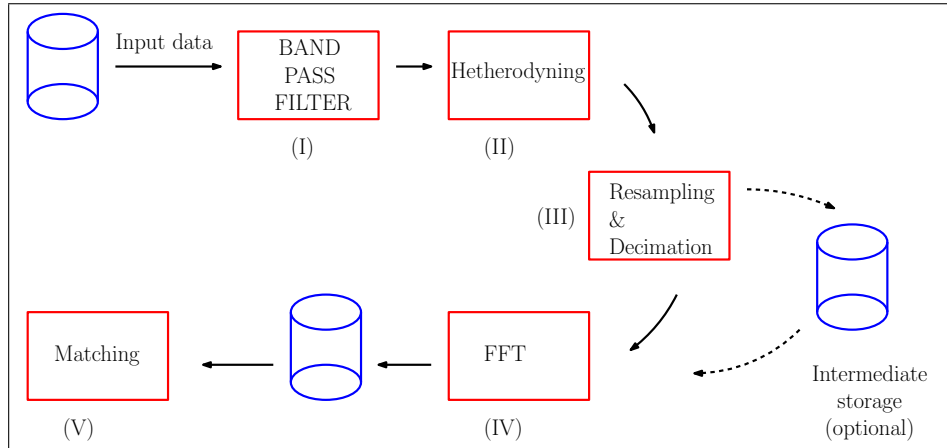 Input data
BAND
PASS
FILTER
(I)
Hetherodyning
(II)
Resampling
&
Decimation
(III)
Intermediate
storage
(optional)
FFT
(IV)
Matching
(V)